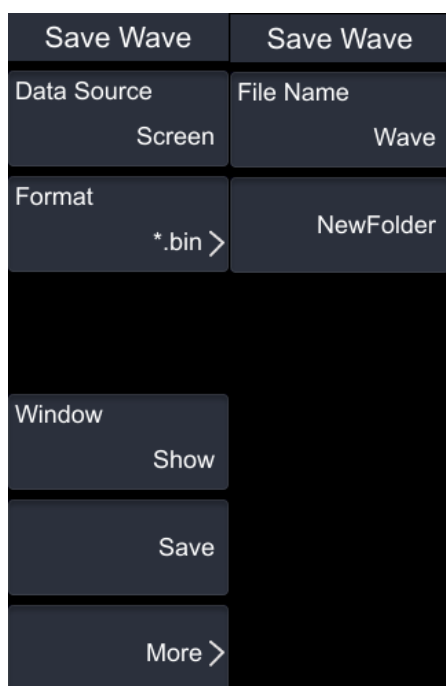 Save Wave
Data Source
Screen
Format
*.bin >
Window
Show
Save
More >
Save Wave
File Name
Wave
NewFolder